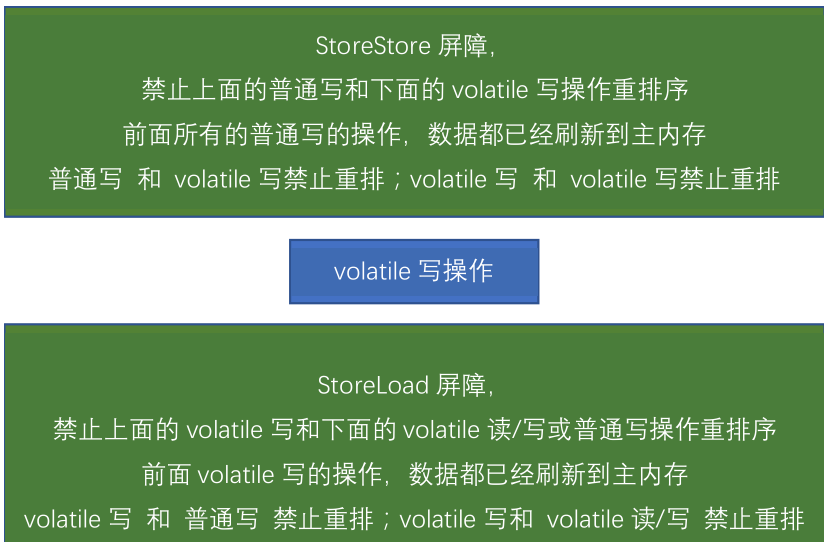 StoreStore 屏障，
禁止上面的普通写和下面的 volatile 写操作重排序
前面所有的普通写的操作，数据都已经刷新到主内存
普通写 和 volatile 写禁止重排；volatile 写 和 volatile 写禁止重排
volatile 写操作
StoreLoad 屏障，
禁止上面的 volatile 写和下面的 volatile 读/写或普通写操作重排序
前面 volatile 写的操作，数据都已经刷新到主内存
volatile 写 和 普通写 禁止重排；volatile 写和 volatile 读/写 禁止重排